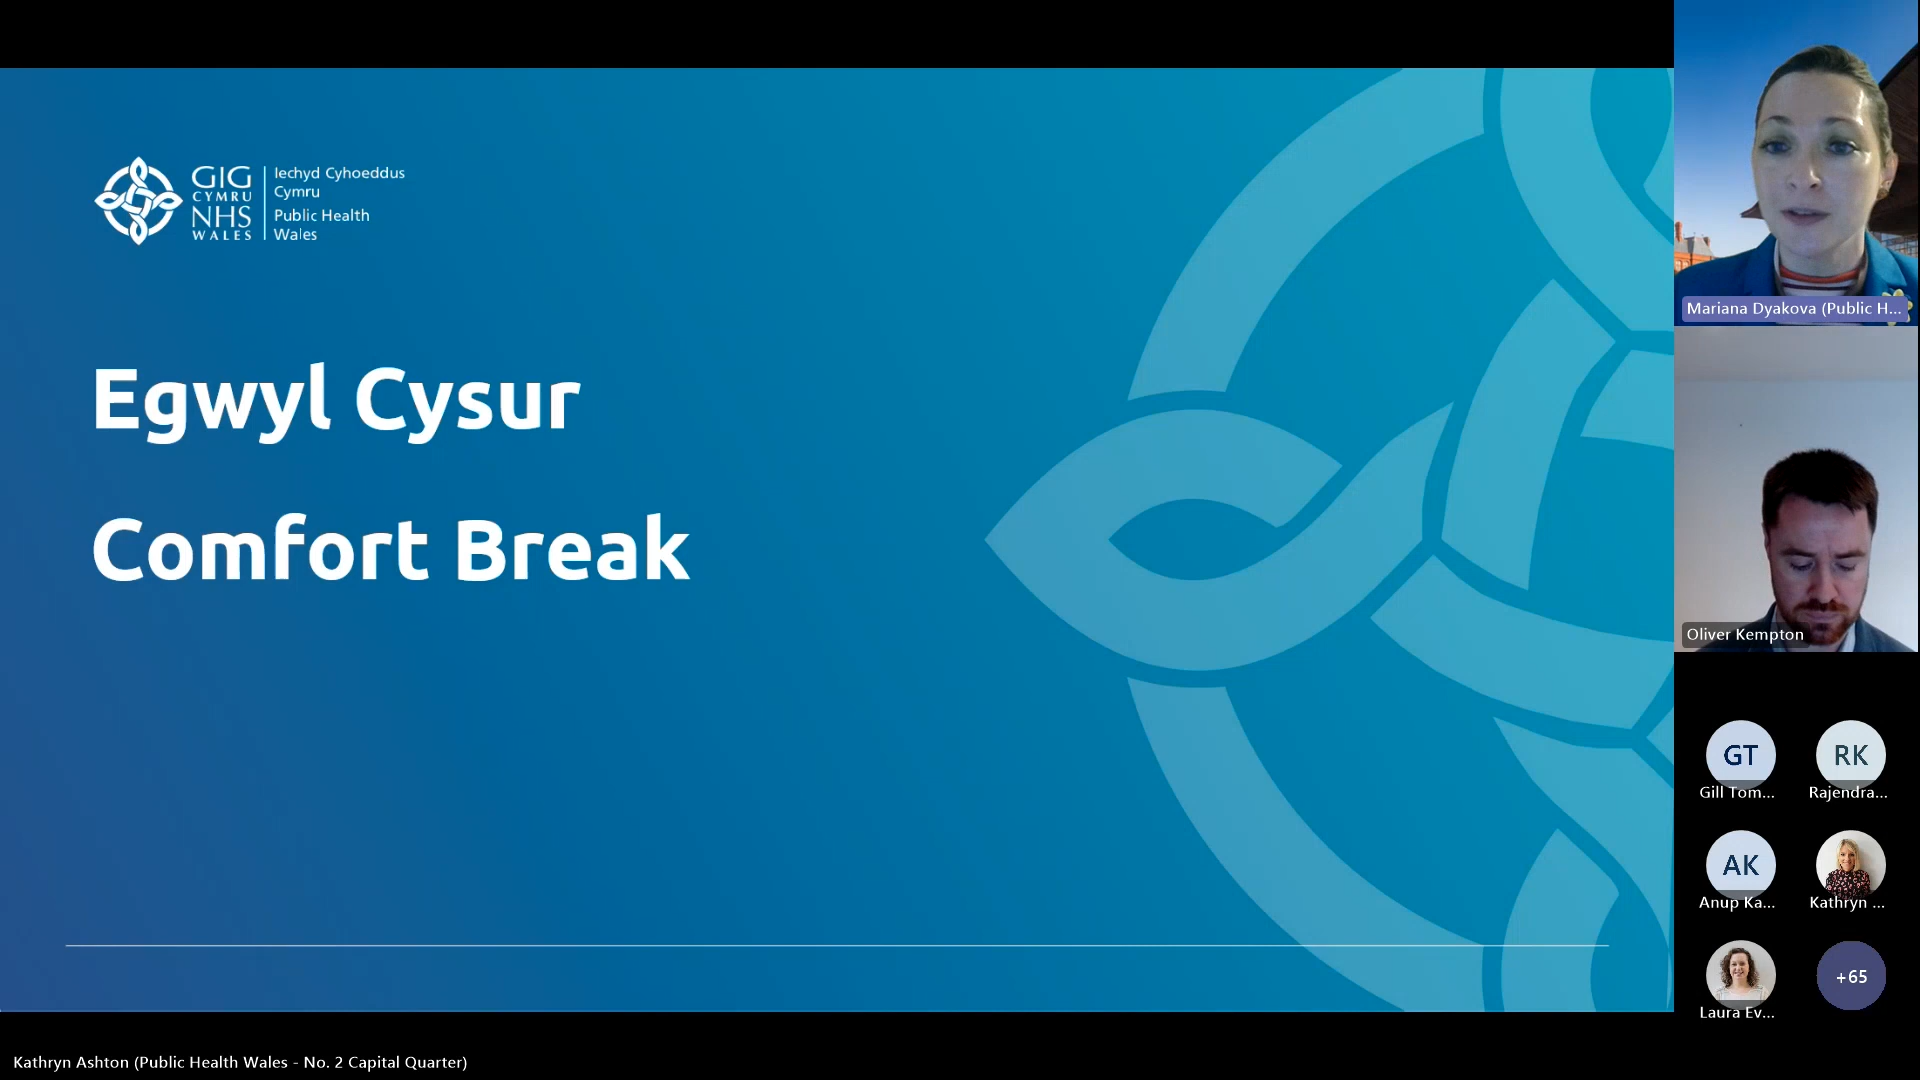 GIG
CYMRU
NHS
WALES
Iechyd Cyhoeddus
Cymru
Public Health
Wales
Egwyl Cysur
Comfort Break
Mariana Dyakova (Public H...
Oliver Kempton
GT
Gill Tom...
RK
Rajendra...
AK
Anup Ka...
Kathryn ...
Laura Ev...
+65
Kathryn Ashton (Public Health Wales - No. 2 Capital Quarter)